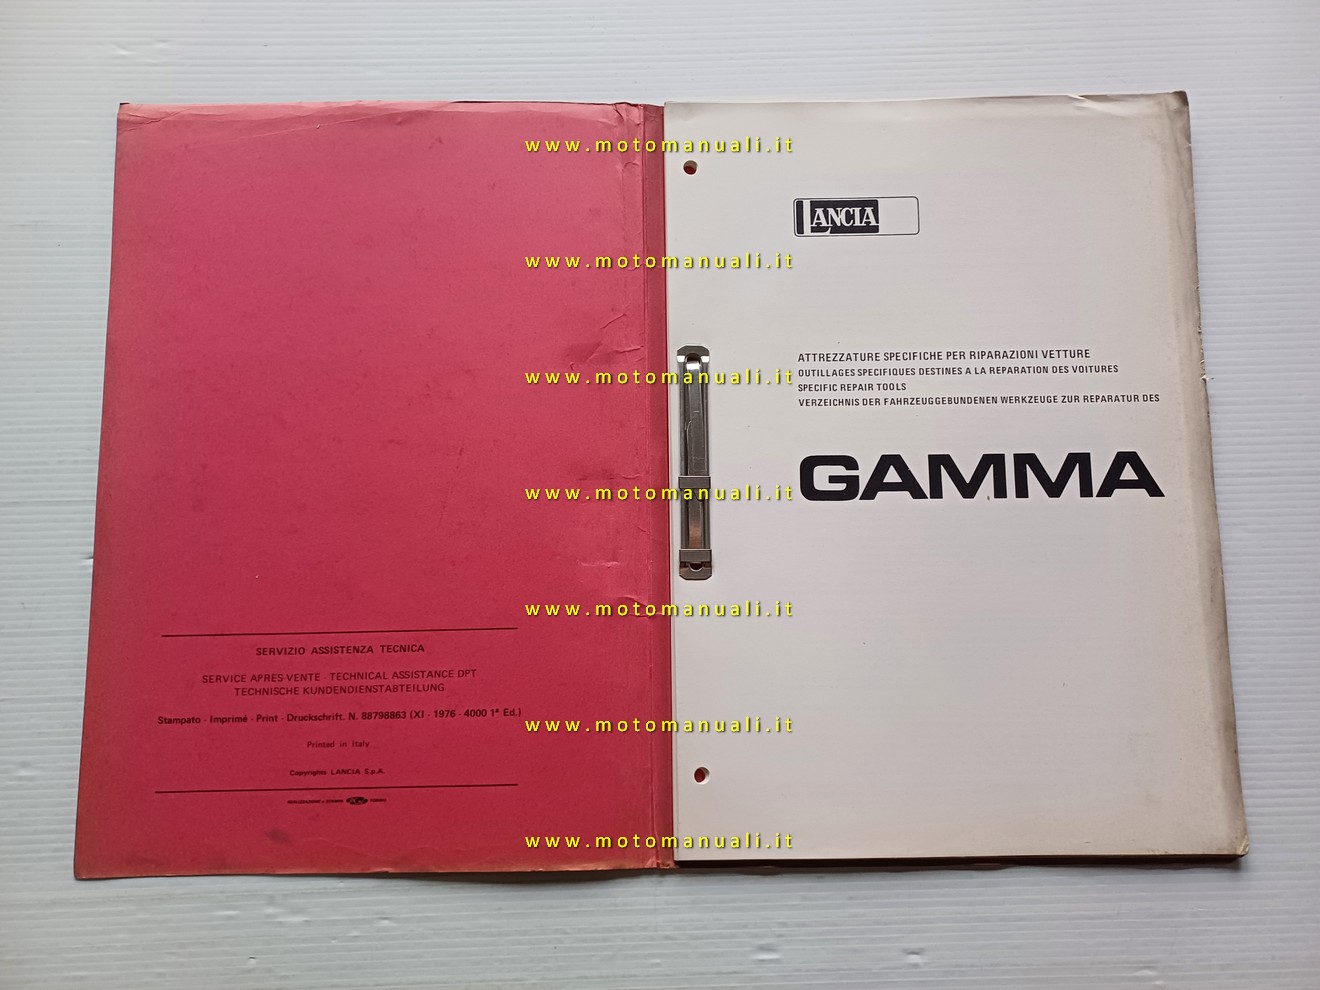 SERVIZIO ASSISTENZA TECNICA
SERVICE APRES-VENTE - TECHNICAL ASSISTANCE DPT
TECHNISCHE KUNDENDIENSTABTEILUNG
Stampato - Imprimé - Print - Druckschrift. N. 88798863 (XI - 1976 - 4000 1ª Ed.)
Printed in Italy
Copyrights LANCIA S.p.A.
LANCIA
ATTREZZATURE SPECIFICHE PER RIPARAZIONI VETTURE
OUTILLAGES SPECIFIQUES DESTINES A LA REPARATION DES VOITURES
SPECIFIC REPAIR TOOLS
VERZEICHNIS DER FAHRZEUGGEBUNDENEN WERKZEUGE ZUR REPARATUR DES
GAMMA
www.motomanuali.it
www.motomanuali.it
www.motomanuali.it
www.motomanuali.it
www.motomanuali.it
www.motomanuali.it
www.motomanuali.it